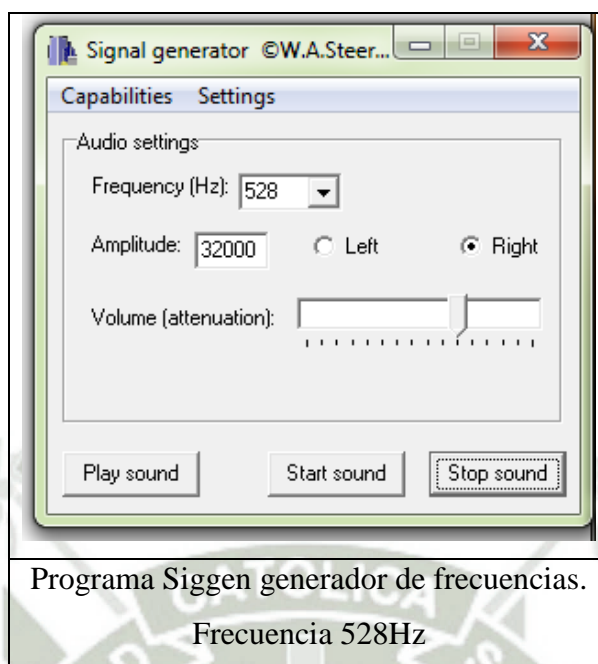 Signal generator ©W.A.Steer...
Capabilities Settings
Audio settings
Frequency (Hz): 528
Amplitude: 32000 Left Right
Volume (attenuation):
Play sound Start sound Stop sound
Programa Siggen generador de frecuencias.
Frecuencia 528Hz
CATOLICA